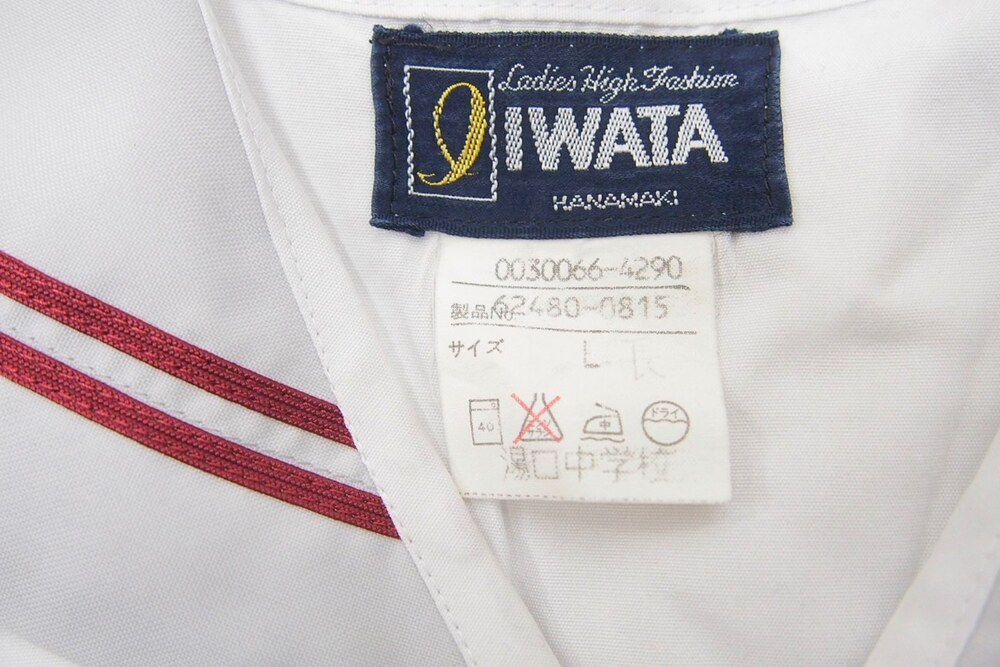 Ladies High Fashion
IWATA
HANAMAKI
0030066-4290
製品No. 62480-0815
サイズ L
40 中 ドライ
湯口中学校